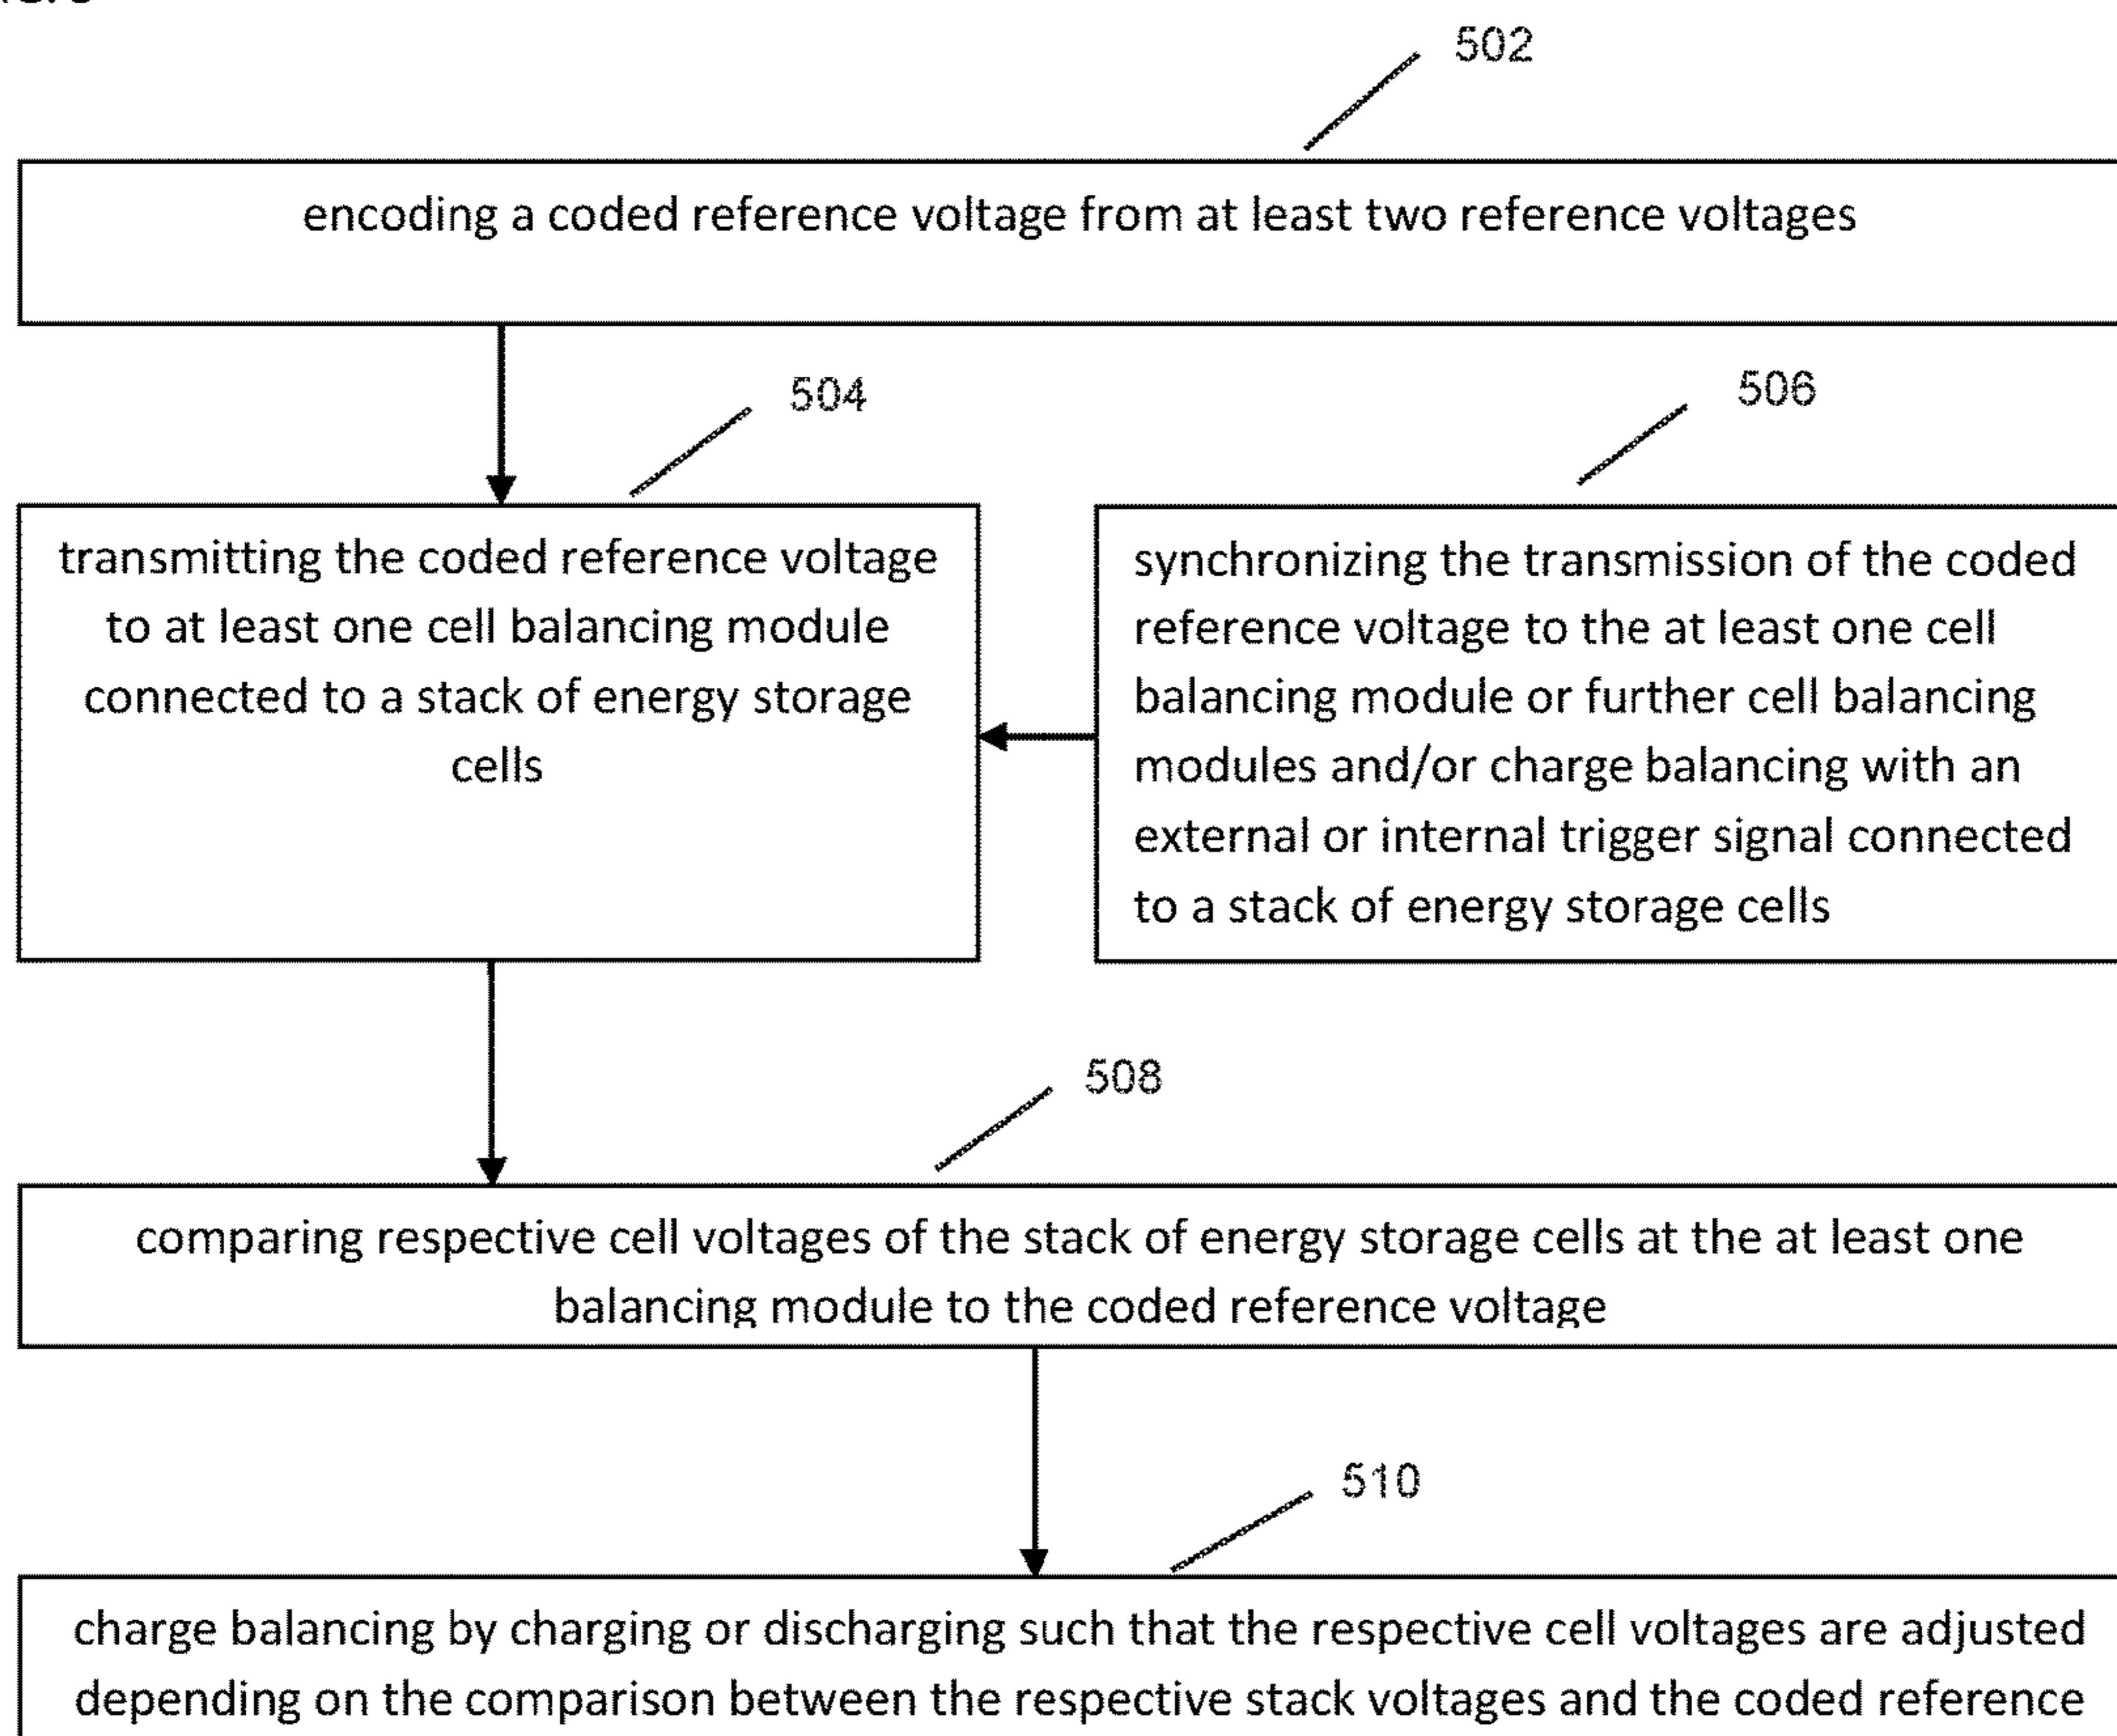 502
encoding a coded reference voltage from at least two reference voltages
504
506
transmitting the coded reference voltage
to at least one cell balancing module
connected to a stack of energy storage
cells
synchronizing the transmission of the coded
reference voltage to the at least one cell
balancing module or further cell balancing
modules and/or charge balancing with an
external or internal trigger signal connected
to a stack of energy storage cells
508
comparing respective cell voltages of the stack of energy storage cells at the at least one
balancing module to the coded reference voltage
510
charge balancing by charging or discharging such that the respective cell voltages are adjusted
depending on the comparison between the respective stack voltages and the coded reference